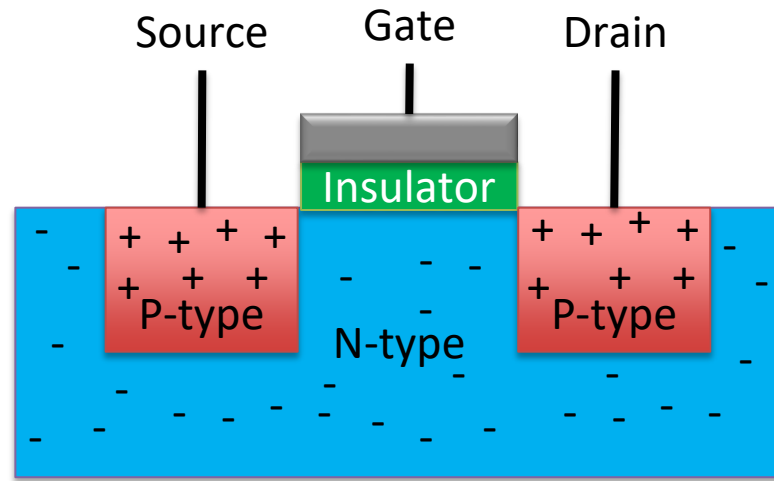 Source Gate Drain
Insulator
+ + + + + + + +
+ + + + + +
P-type P-type
N-type